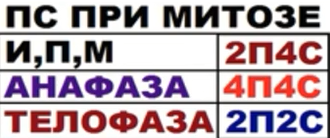 ПС ПРИ МИТОЗЕ
И,П,М 2П4С
АНАФАЗА 4П4С
ТЕЛОФАЗА 2П2С